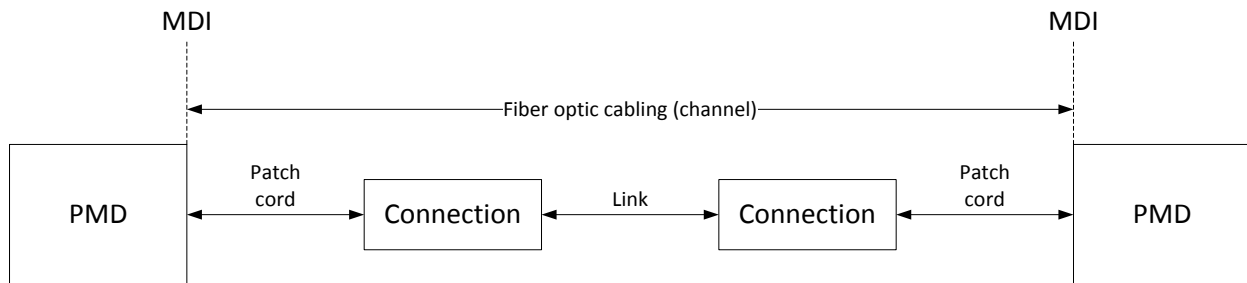 MDI
MDI
Fiber optic cabling (channel)
PMD
Patch
cord
Connection
Link
Connection
Patch
cord
PMD